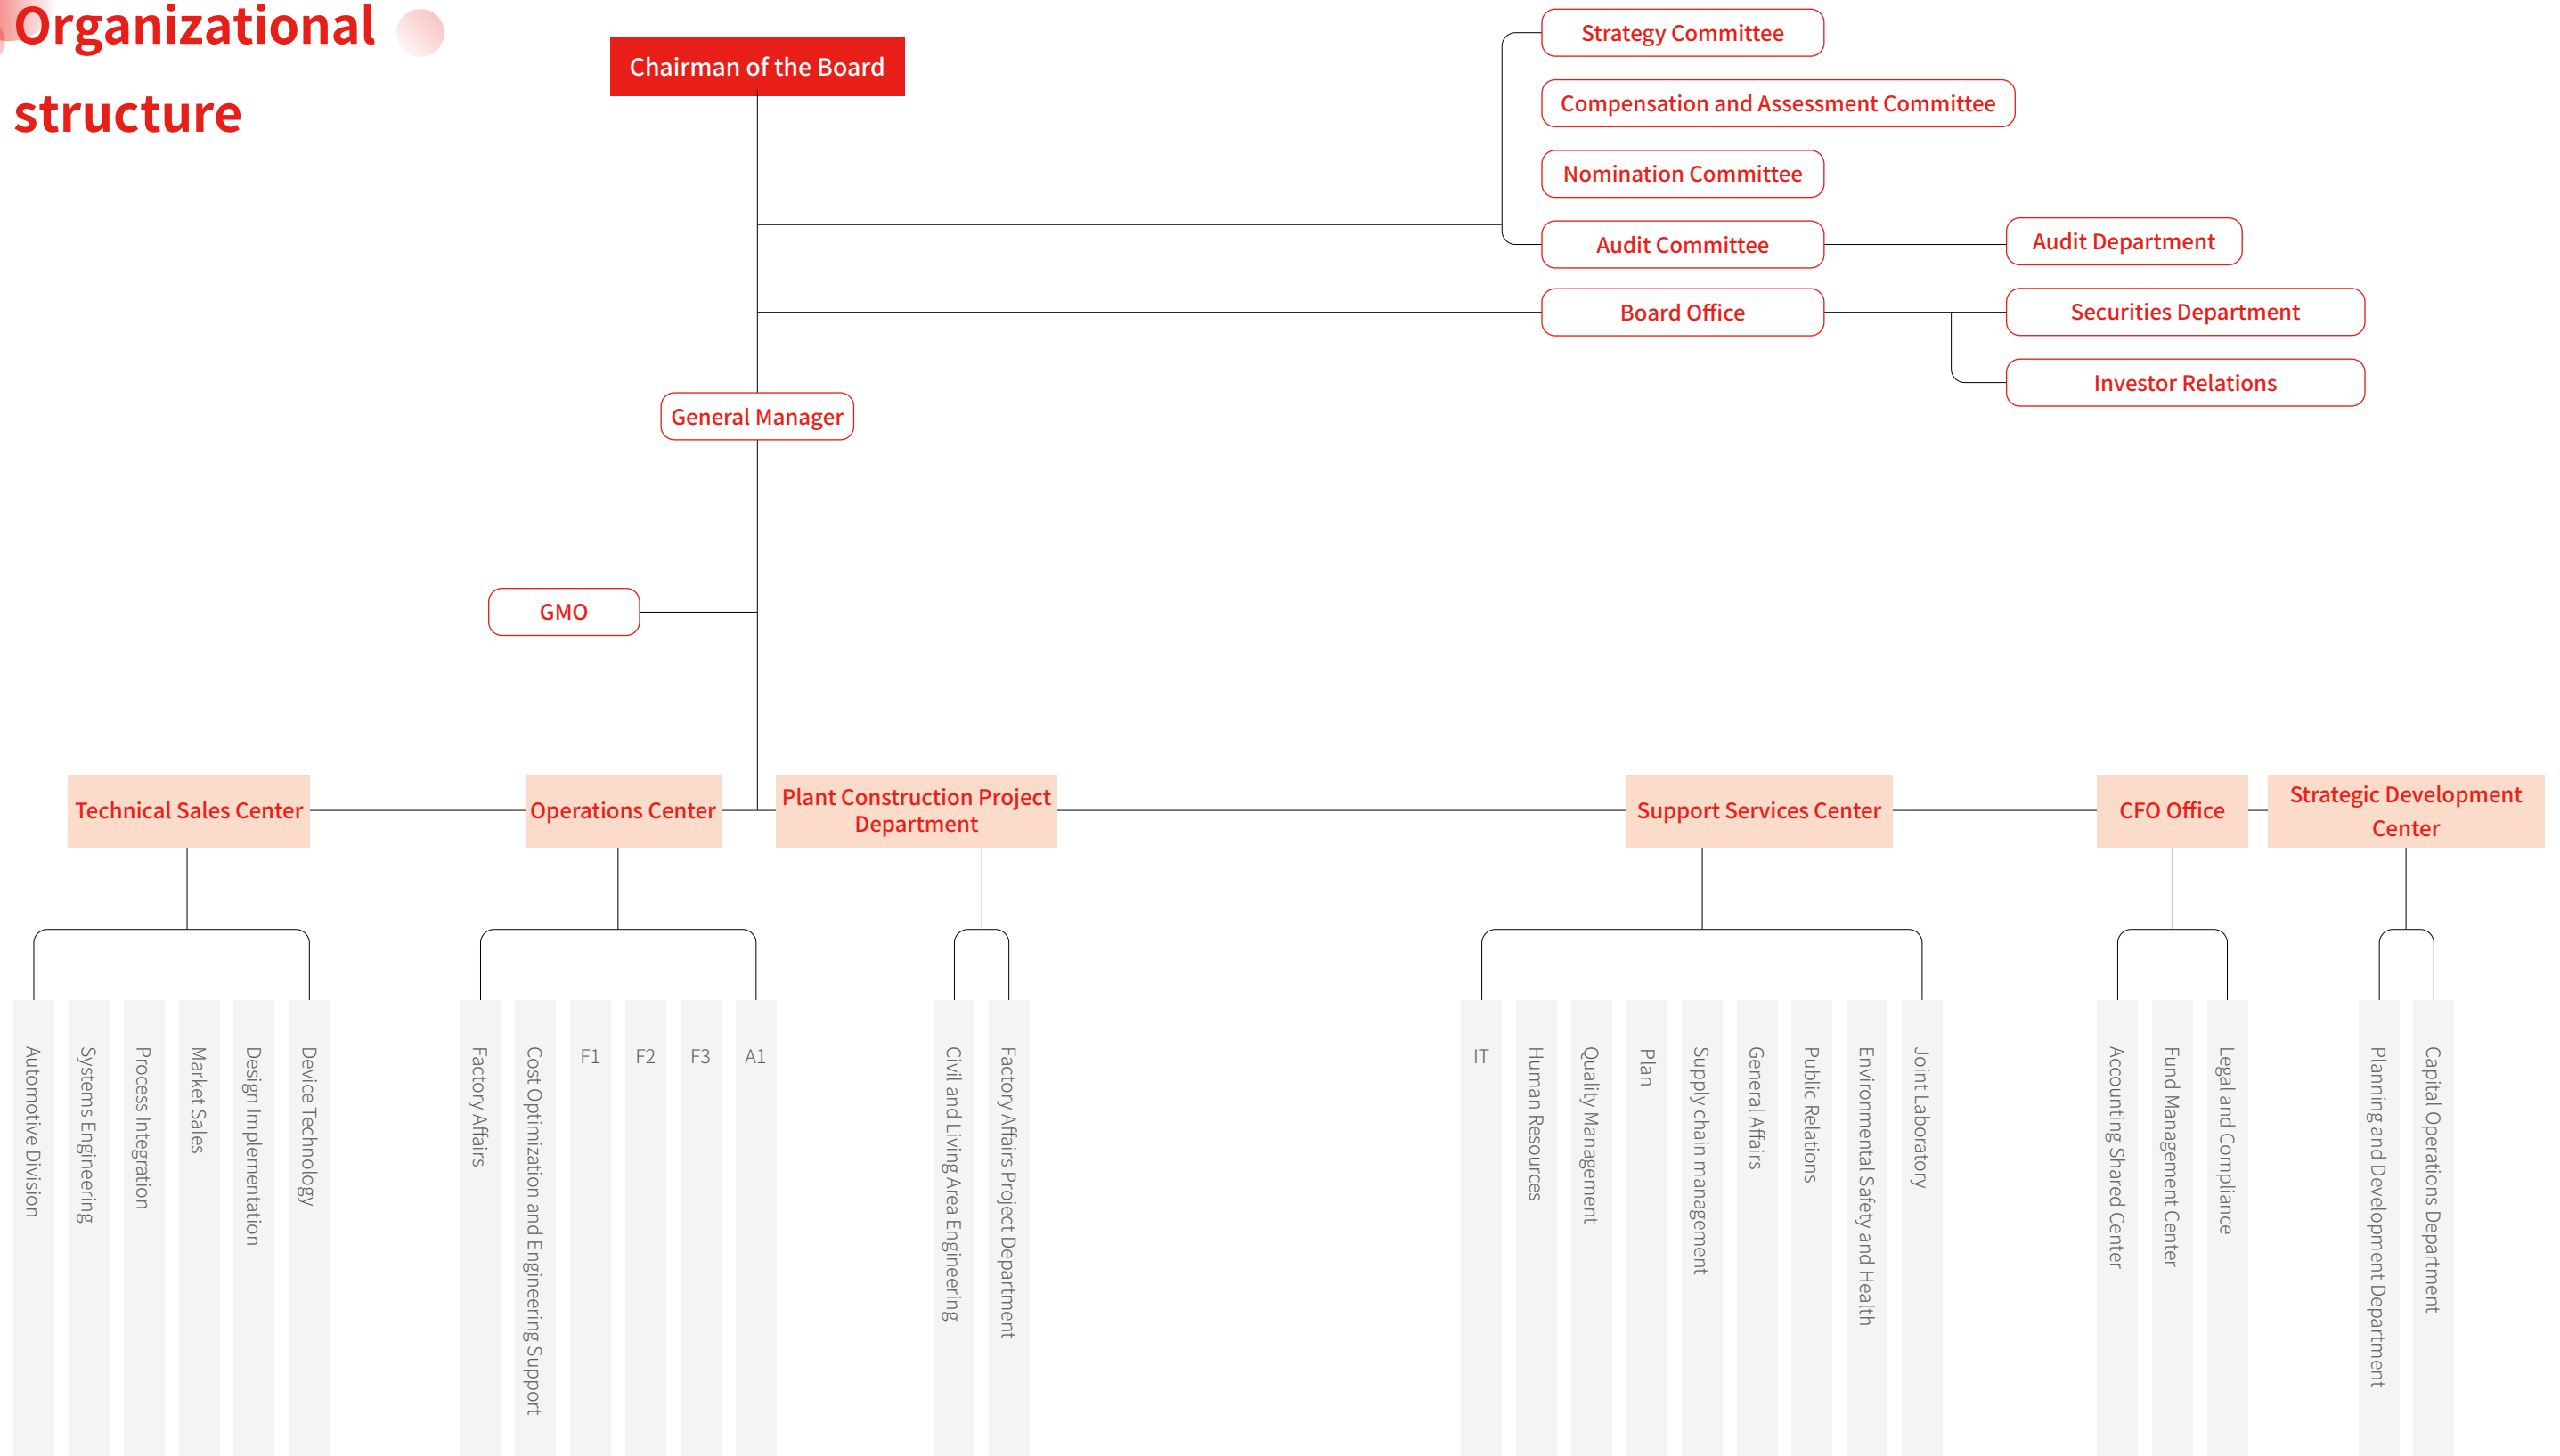 Organizational
structure
Chairman of the Board
Strategy Committee
Compensation and Assessment Committee
Nomination Committee
Audit Committee
Audit Department
Board Office
Securities Department
Investor Relations
General Manager
GMO
Technical Sales Center
Operations Center
Plant Construction Project
Department
Support Services Center
CFO Office
Strategic Development
Center
Automotive Division
Systems Engineering
Process Integration
Market Sales
Design Implementation
Device Technology
Factory Affairs
Cost Optimization and Engineering Support
F1
F2
F3
A1
Civil and Living Area Engineering
Factory Affairs Project Department
IT
Human Resources
Quality Management
Plan
Supply chain management
General Affairs
Public Relations
Environmental Safety and Health
Joint Laboratory
Accounting Shared Center
Fund Management Center
Legal and Compliance
Planning and Development Department
Capital Operations Department